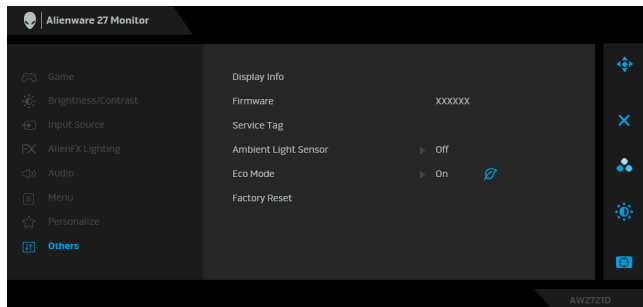 Alienware 27 Monitor
Game
Brightness/Contrast
Input Source
FX AlienFX Lighting
Audio
Menu
Personalize
Others
Display Info
Firmware XXXXXX
Service Tag
Ambient Light Sensor Off
Eco Mode On
Factory Reset
AW2721D